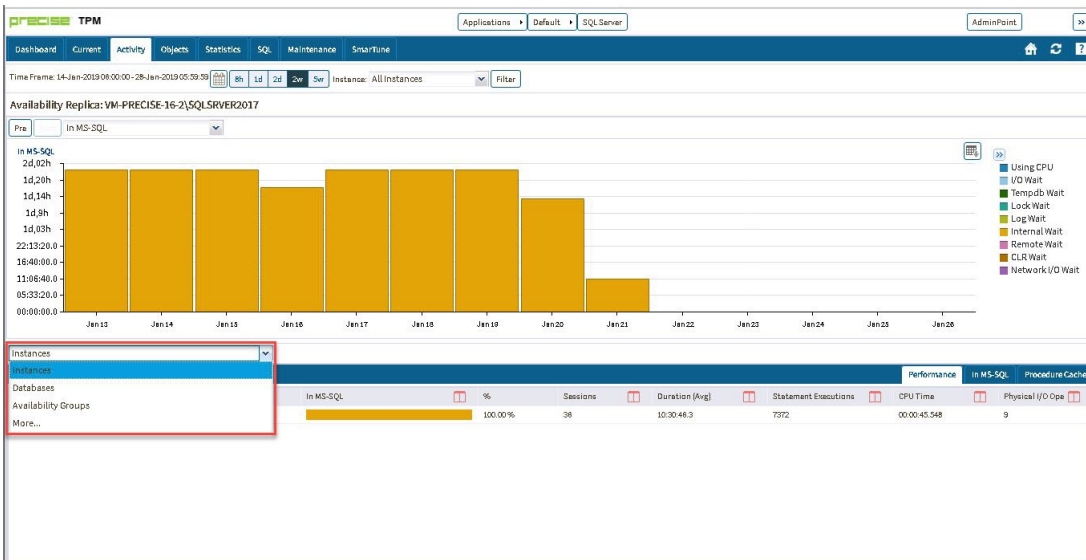 precise TPM
Applications Default SQL Server
AdminPoint »
Dashboard Current Activity Objects Statistics SQL Maintenance SmarTune
Time Frame: 14-Jan-2019 06:00:00 - 28-Jan-2019 05:59:59 8h 1d 2d 2w 5w Instance: All Instances Filter
Availability Replica: VM-PRECISE-16-2\SQLSRVER2017
Pre In MS-SQL
In MS-SQL
2d,02h
1d,20h
1d,14h
1d,9h
1d,03h
22:13:20.0
16:40:00.0
11:06:40.0
05:33:20.0
00:00:00.0
Jan 13 Jan 14 Jan 15 Jan 16 Jan 17 Jan 18 Jan 19 Jan 20 Jan 21 Jan 22 Jan 23 Jan 24 Jan 25 Jan 26
»
Using CPU
I/O Wait
Tempdb Wait
Lock Wait
Log Wait
Internal Wait
Remote Wait
CLR Wait
Network I/O Wait
Instances
Instances
Databases
Availability Groups
More...
Performance In MS-SQL Procedure Cache
In MS-SQL % Sessions Duration (Avg) Statement Executions CPU Time Physical I/O Ope
100.00 % 38 10:30:46.3 7372 00:00:45.548 9